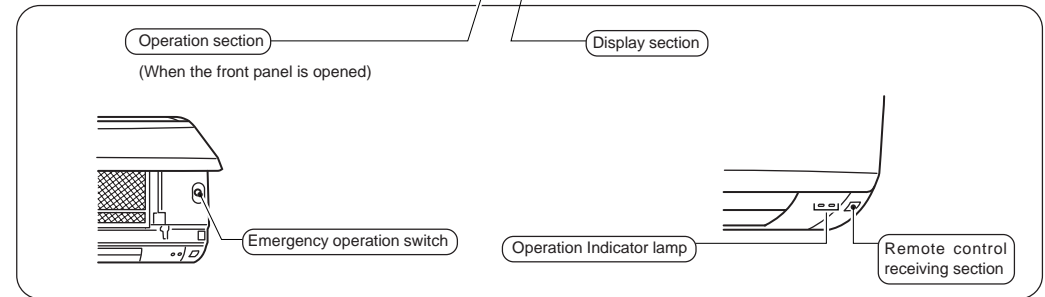 Operation section
Display section
(When the front panel is opened)
Emergency operation switch
Operation Indicator lamp
Remote control
receiving section